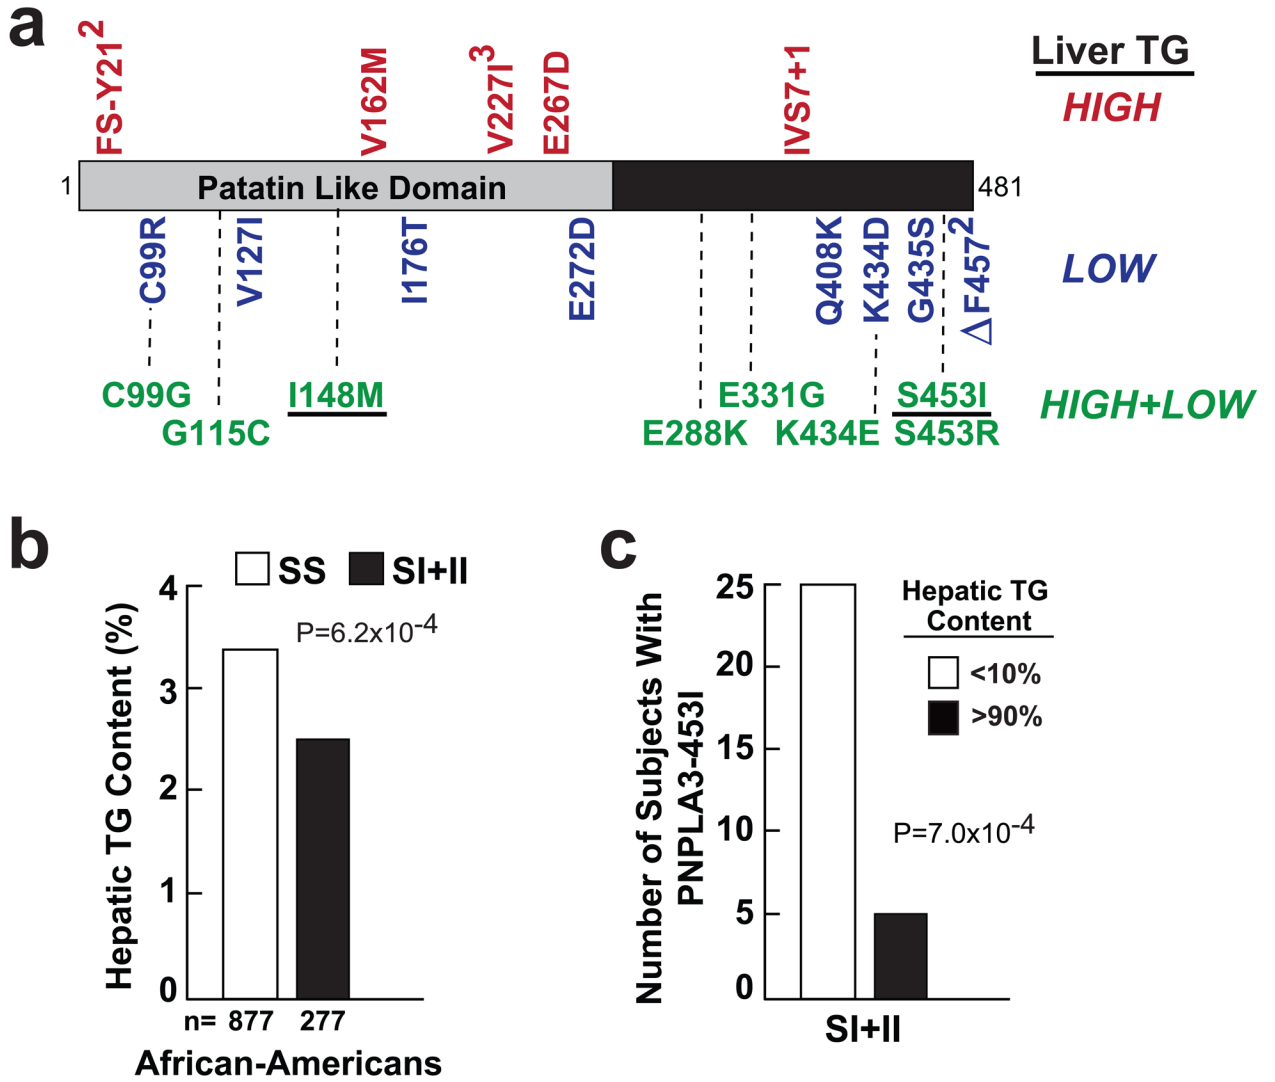 a
FS-Y21²
V162M
V227I³
E267D
IVS7+1
Liver TG
HIGH
1
Patatin Like Domain
481
C99R
V127I
I176T
E272D
Q408K
K434D
G435S
△F457²
LOW
C99G
I148M
E331G
S453I
HIGH+LOW
G115C
E288K
K434E
S453R
b
SS
SI+II
P=6.2x10⁻⁴
Hepatic TG Content (%)
4
3
2
1
0
n= 877 277
African-Americans
c
Number of Subjects With
PNPLA3-453I
25
20
15
10
5
0
Hepatic TG
Content
<10%
>90%
P=7.0x10⁻⁴
SI+II